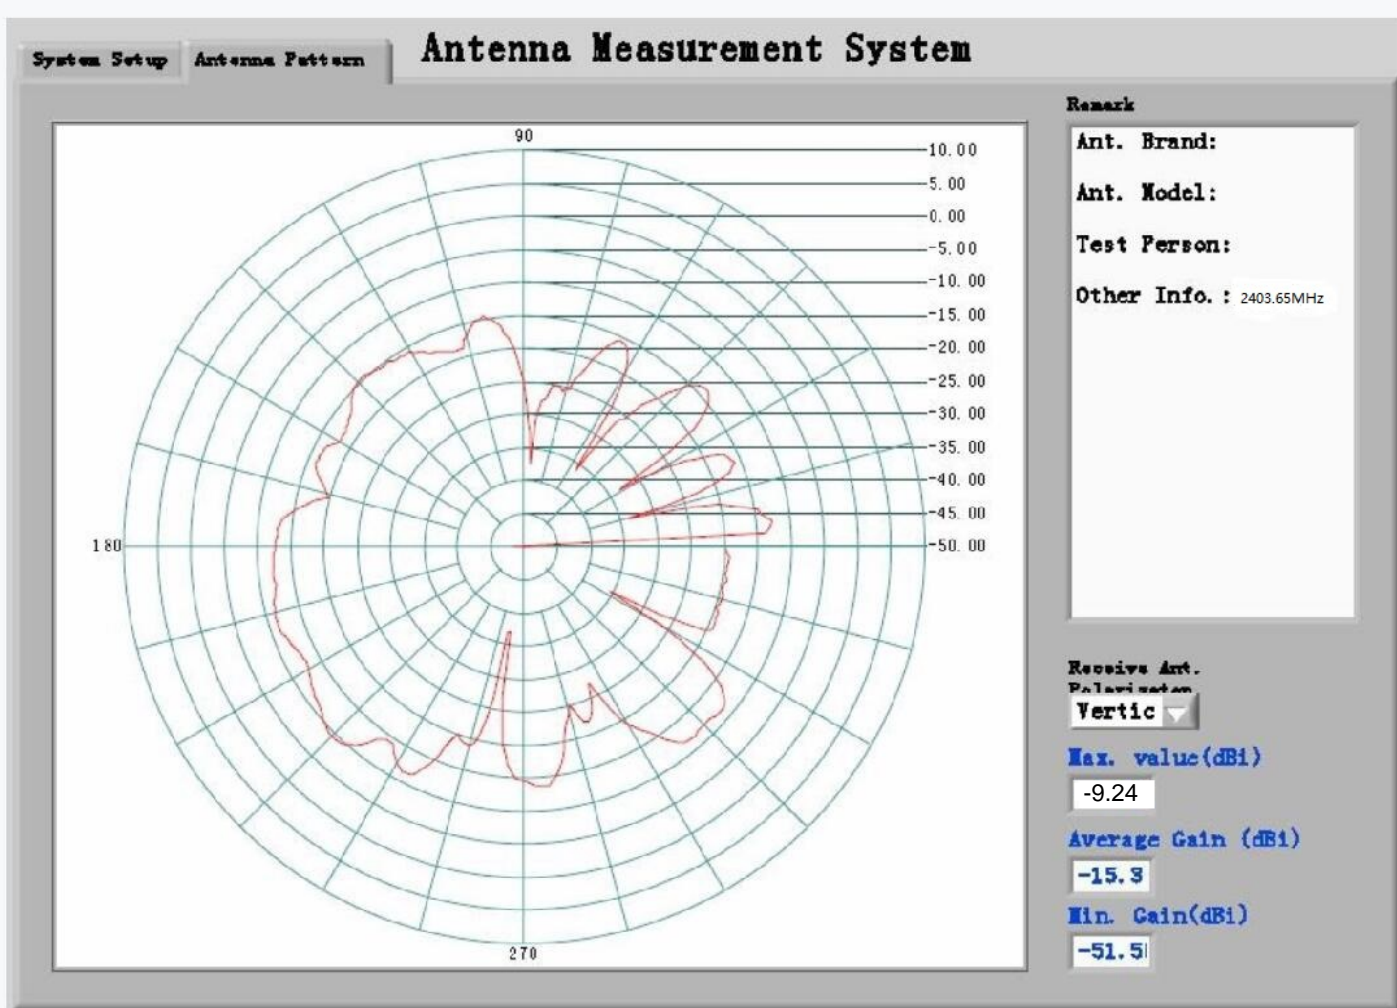 Antenna Measurement System
System Setup
Antenna Pattern
90
10.00
5.00
0.00
-5.00
-10.00
-15.00
-20.00
-25.00
-30.00
-35.00
-40.00
-45.00
-50.00
180
270
Remark
Ant. Brand:
Ant. Model:
Test Person:
Other Info.: 2403.65MHz
Receive Ant.
Polarizaton
Vertic
Max. value(dBi)
-9.24
Average Gain (dBi)
-15.3
Min. Gain(dBi)
-51.5